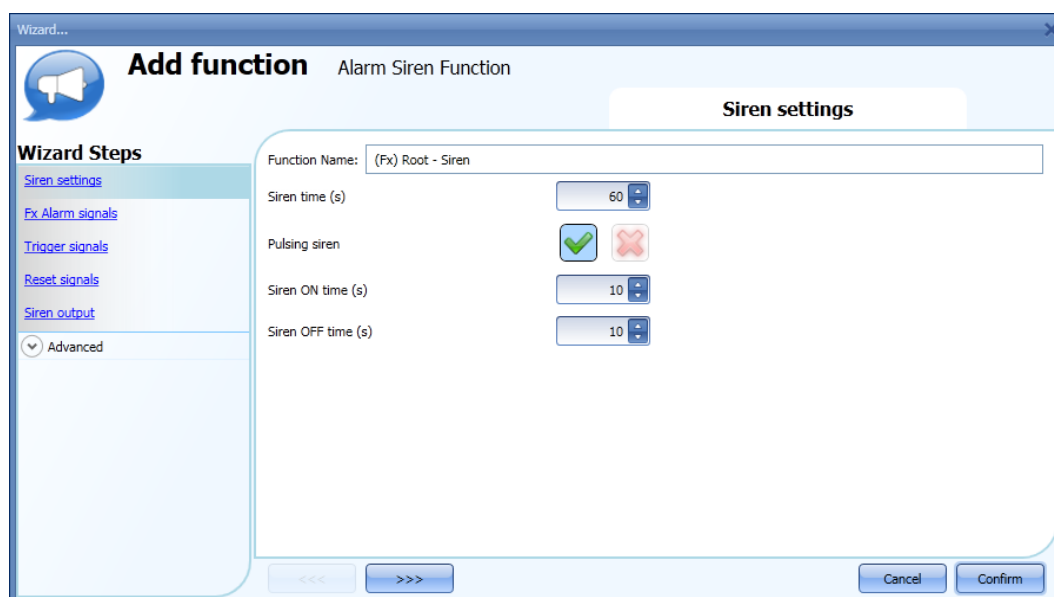 Wizard...
Add function Alarm Siren Function
Siren settings
Wizard Steps
Siren settings
Fx Alarm signals
Trigger signals
Reset signals
Siren output
Advanced
Function Name: (Fx) Root - Siren
Siren time (s) 60
Pulsing siren
Siren ON time (s) 10
Siren OFF time (s) 10
<<< >>> Cancel Confirm